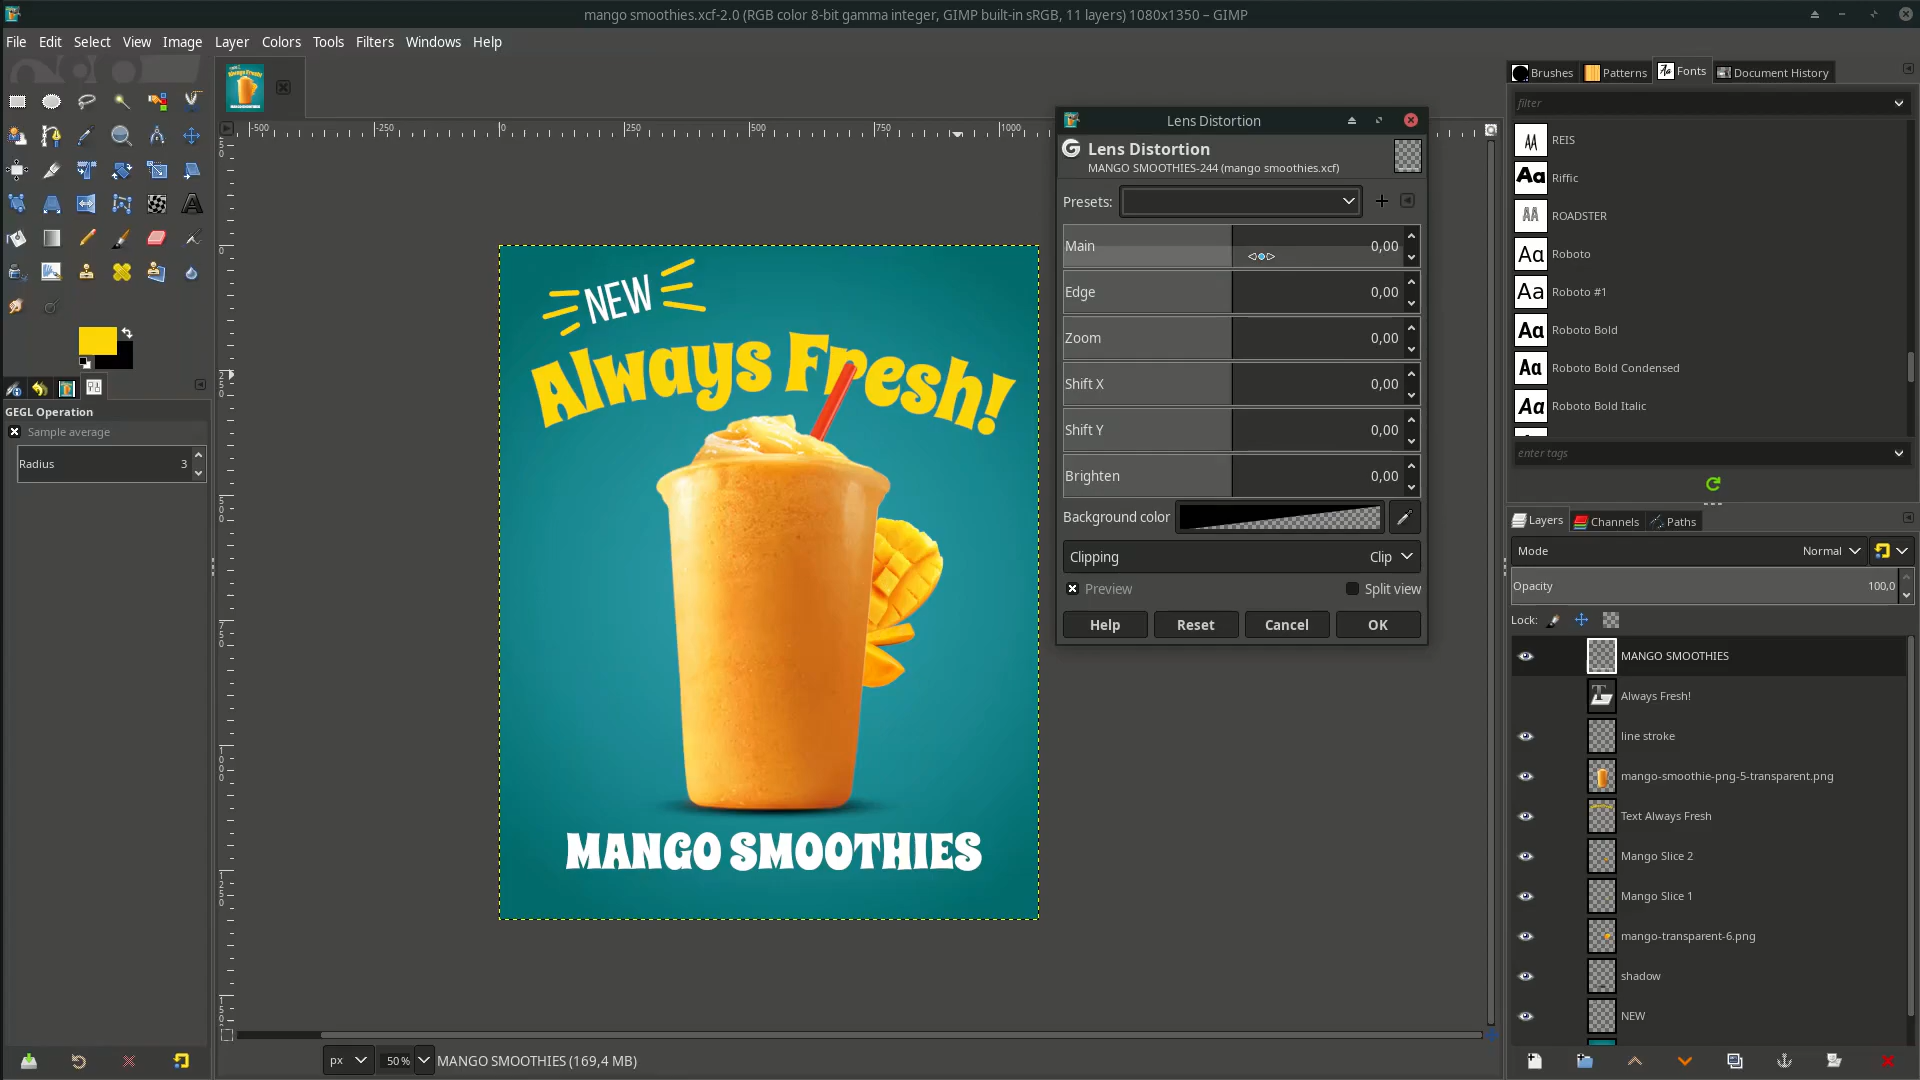 mango smoothies.xcf-2.0 (RGB color 8-bit gamma integer, GIMP built-in sRGB, 11 layers) 1080x1350 – GIMP
File Edit Select View Image Layer Colors Tools Filters Windows Help
Brushes Patterns Fonts Document History
filter
-500 -250 0 250 500 750 1000
REIS
Riffic
ROADSTER
Roboto
Roboto #1
Roboto Bold
Roboto Bold Condensed
Roboto Bold Italic
enter tags
Lens Distortion
Lens Distortion
MANGO SMOOTHIES-244 (mango smoothies.xcf)
Presets:
Main 0,00
Edge 0,00
Zoom 0,00
Shift X 0,00
Shift Y 0,00
Brighten 0,00
Background color
Clipping Clip
Preview Split view
Help Reset Cancel OK
NEW
Always Fresh!
MANGO SMOOTHIES
GEGL Operation
Sample average
Radius 3
Layers Channels Paths
Mode Normal
Opacity 100,0
Lock:
MANGO SMOOTHIES
Always Fresh!
line stroke
mango-smoothie-png-5-transparent.png
Text Always Fresh
Mango Slice 2
Mango Slice 1
mango-transparent-6.png
shadow
NEW
px 50 % MANGO SMOOTHIES (169,4 MB)